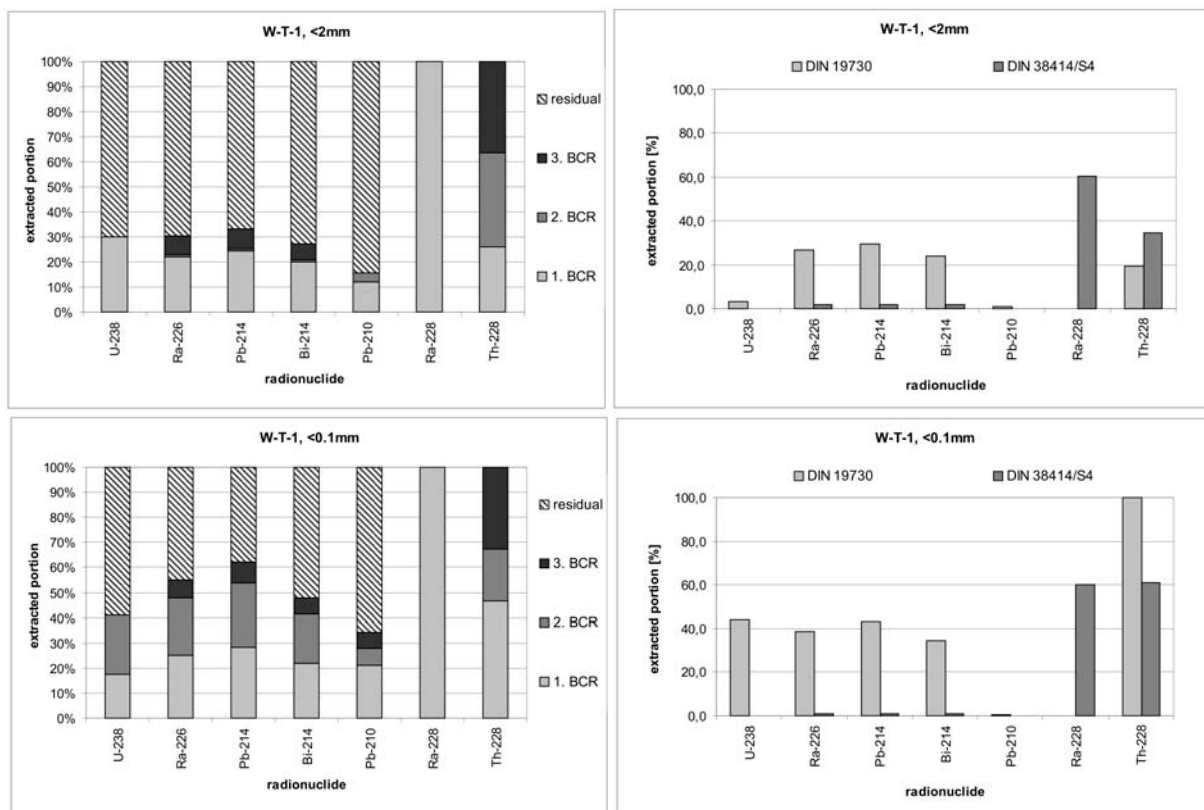 W-T-1, <2mm
extracted portion
100%
90%
80%
70%
60%
50%
40%
30%
20%
10%
0%
U-238
Ra-226
Pb-214
Bi-214
Pb-210
Ra-228
Th-228
radionuclide
residual
3. BCR
2. BCR
1. BCR
W-T-1, <2mm
DIN 19730
DIN 38414/S4
extracted portion [%]
100,0
80,0
60,0
40,0
20,0
0,0
U-238
Ra-226
Pb-214
Bi-214
Pb-210
Ra-228
Th-228
radionuclide
W-T-1, <0.1mm
extracted portion
100%
90%
80%
70%
60%
50%
40%
30%
20%
10%
0%
U-238
Ra-226
Pb-214
Bi-214
Pb-210
Ra-228
Th-228
radionuclide
residual
3. BCR
2. BCR
1. BCR
W-T-1, <0.1mm
DIN 19730
DIN 38414/S4
extracted portion [%]
100,0
80,0
60,0
40,0
20,0
0,0
U-238
Ra-226
Pb-214
Bi-214
Pb-210
Ra-228
Th-228
radionuclide